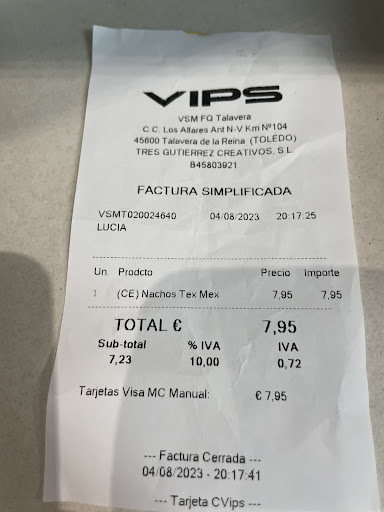 VIPS
VSM FQ Talavera
C.C. Los Alfares Ant N-V Km Nº104
45600 Talavera de la Reina (TOLEDO)
TRES GUTIERREZ CREATIVOS, S.L
B45803921
FACTURA SIMPLIFICADA
VSMT020024640 04/08/2023 20:17:25
LUCIA
Un. Prodcto Precio Importe
1 (CE) Nachos Tex Mex 7,95 7,95
TOTAL € 7,95
Sub-total % IVA IVA
7,23 10,00 0,72
Tarjetas Visa MC Manual: € 7,95
--- Factura Cerrada ---
04/08/2023 - 20:17:41
--- Tarjeta CVips ---